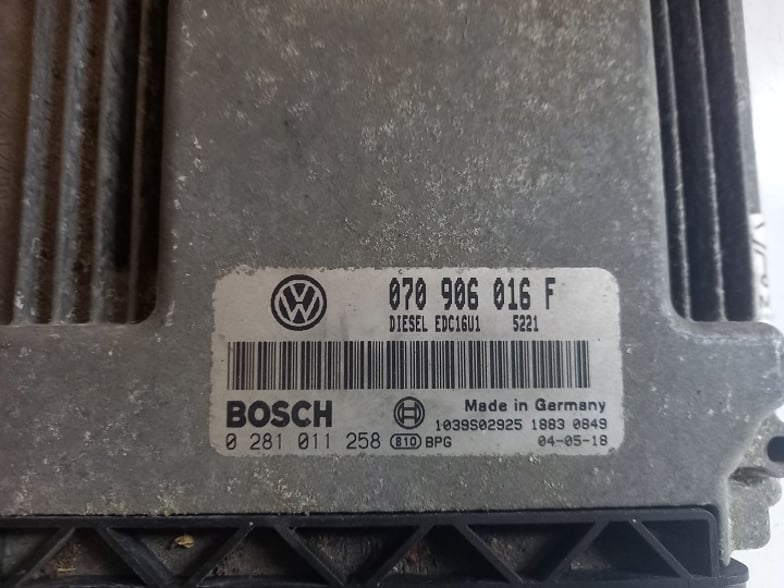 070 906 016 F
DIESEL EDC16U1 5221
BOSCH
Made in Germany
1039S02925 1883 0849
0 281 011 258 810 BPG 04-05-18